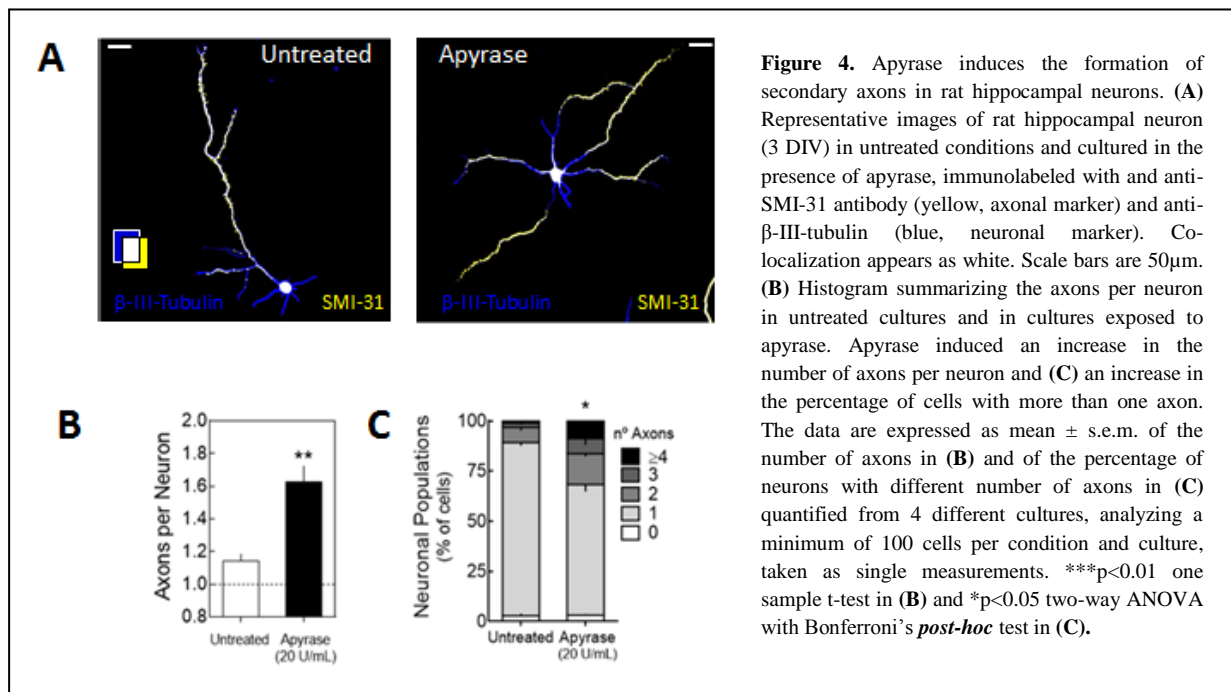 A
Untreated
Apyrase
β-III-Tubulin
SMI-31
β-III-Tubulin
SMI-31
B
Axons per Neuron
2.0
1.8
1.6
1.4
1.2
1.0
0.8
**
Untreated
Apyrase
(20 U/mL)
C
Neuronal Populations
(% of cells)
100
75
50
25
0
*
Untreated
Apyrase
(20 U/mL)
nº Axons
≥4
3
2
1
0
Figure 4. Apyrase induces the formation of
secondary axons in rat hippocampal neurons. (A)
Representative images of rat hippocampal neuron
(3 DIV) in untreated conditions and cultured in the
presence of apyrase, immunolabeled with and anti-
SMI-31 antibody (yellow, axonal marker) and anti-
β-III-tubulin (blue, neuronal marker). Co-
localization appears as white. Scale bars are 50µm.
(B) Histogram summarizing the axons per neuron
in untreated cultures and in cultures exposed to
apyrase. Apyrase induced an increase in the
number of axons per neuron and (C) an increase in
the percentage of cells with more than one axon.
The data are expressed as mean ± s.e.m. of the
number of axons in (B) and of the percentage of
neurons with different number of axons in (C)
quantified from 4 different cultures, analyzing a
minimum of 100 cells per condition and culture,
taken as single measurements. ***p<0.01 one
sample t-test in (B) and *p<0.05 two-way ANOVA
with Bonferroni's post-hoc test in (C).